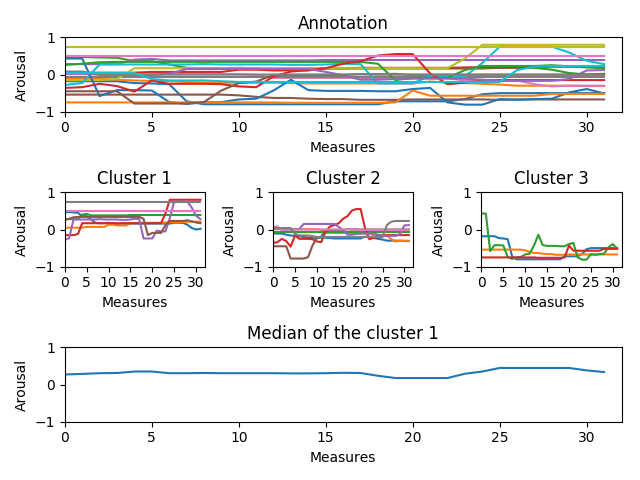 Annotation
Arousal
1
0
−1
0 5 10 15 20 25 30
Measures
Cluster 1 Cluster 2 Cluster 3
Arousal Arousal Arousal
1 1 1
0 0 0
−1 −1 −1
0 5 10 15 20 25 30 0 5 10 15 20 25 30 0 5 10 15 20 25 30
Measures Measures Measures
Median of the cluster 1
Arousal
1
0
−1
0 5 10 15 20 25 30
Measures